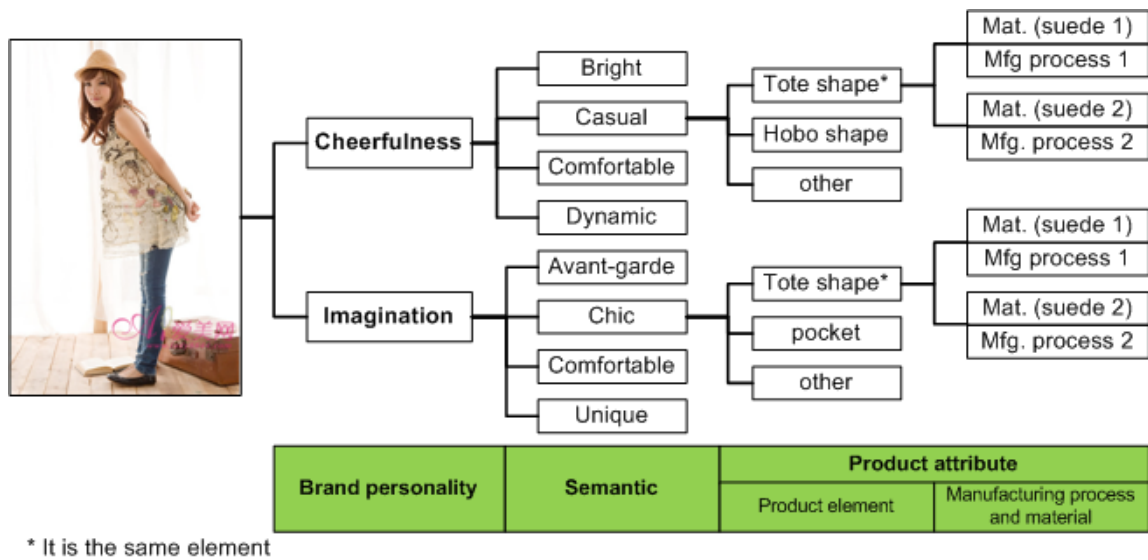 Cheerfulness
Imagination
Bright
Casual
Comfortable
Dynamic
Avant-garde
Chic
Comfortable
Unique
Tote shape*
Hobo shape
other
Tote shape*
pocket
other
Mat. (suede 1)
Mfg process 1
Mat. (suede 2)
Mfg. process 2
Mat. (suede 1)
Mfg process 1
Mat. (suede 2)
Mfg. process 2
Brand personality
Semantic
Product attribute
Product element
Manufacturing process
and material
* It is the same element